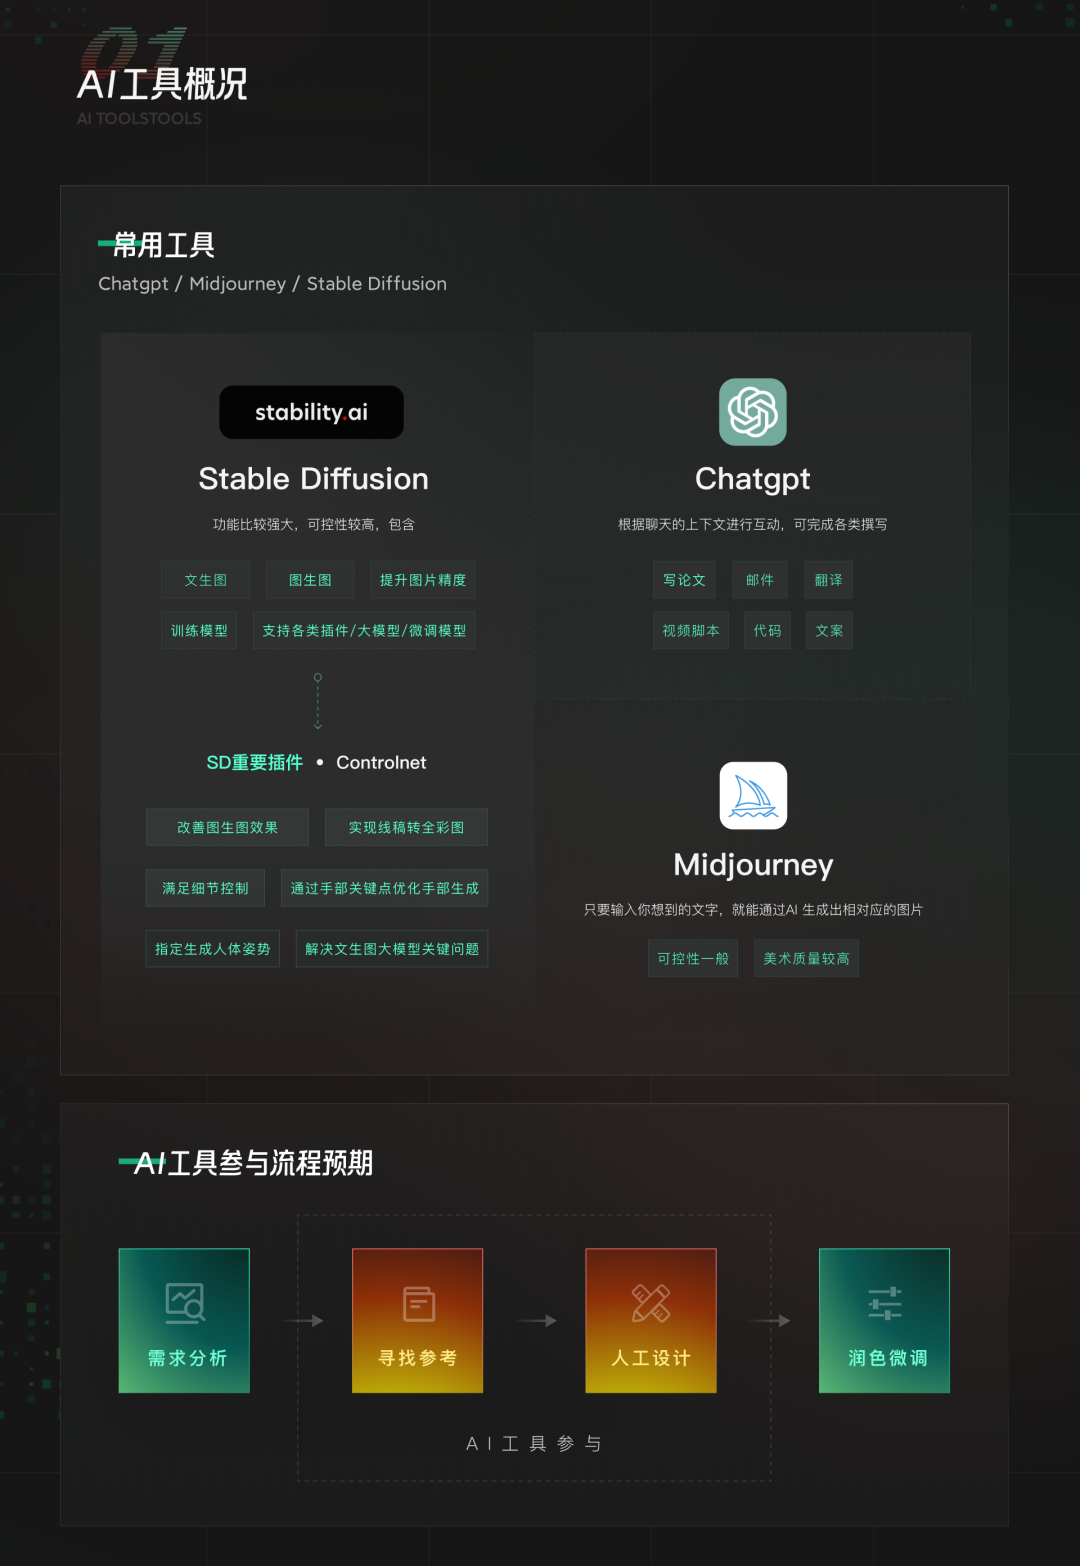 01
AI工具概况
AI TOOLSTOOLS
常用工具
Chatgpt / Midjourney / Stable Diffusion
stability.ai
Stable Diffusion
功能比较强大，可控性较高，包含
文生图 图生图 提升图片精度
训练模型 支持各类插件/大模型/微调模型
SD重要插件 • Controlnet
改善图生图效果 实现线稿转全彩图
满足细节控制 通过手部关键点优化手部生成
指定生成人体姿势 解决文生图大模型关键问题
Chatgpt
根据聊天的上下文进行互动，可完成各类撰写
写论文 邮件 翻译
视频脚本 代码 文案
Midjourney
只要输入你想到的文字，就能通过AI 生成出相对应的图片
可控性一般 美术质量较高
AI工具参与流程预期
需求分析 寻找参考 人工设计 润色微调
AI工具参与